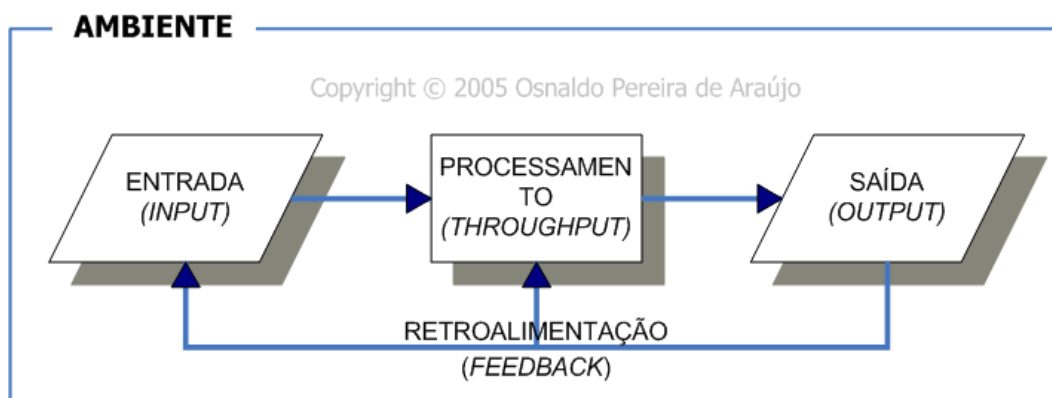 AMBIENTE
Copyright © 2005 Osnaldo Pereira de Araújo
ENTRADA
(INPUT)
PROCESSAMEN
TO
(THROUGHPUT)
SAÍDA
(OUTPUT)
RETROALIMENTAÇÃO
(FEEDBACK)